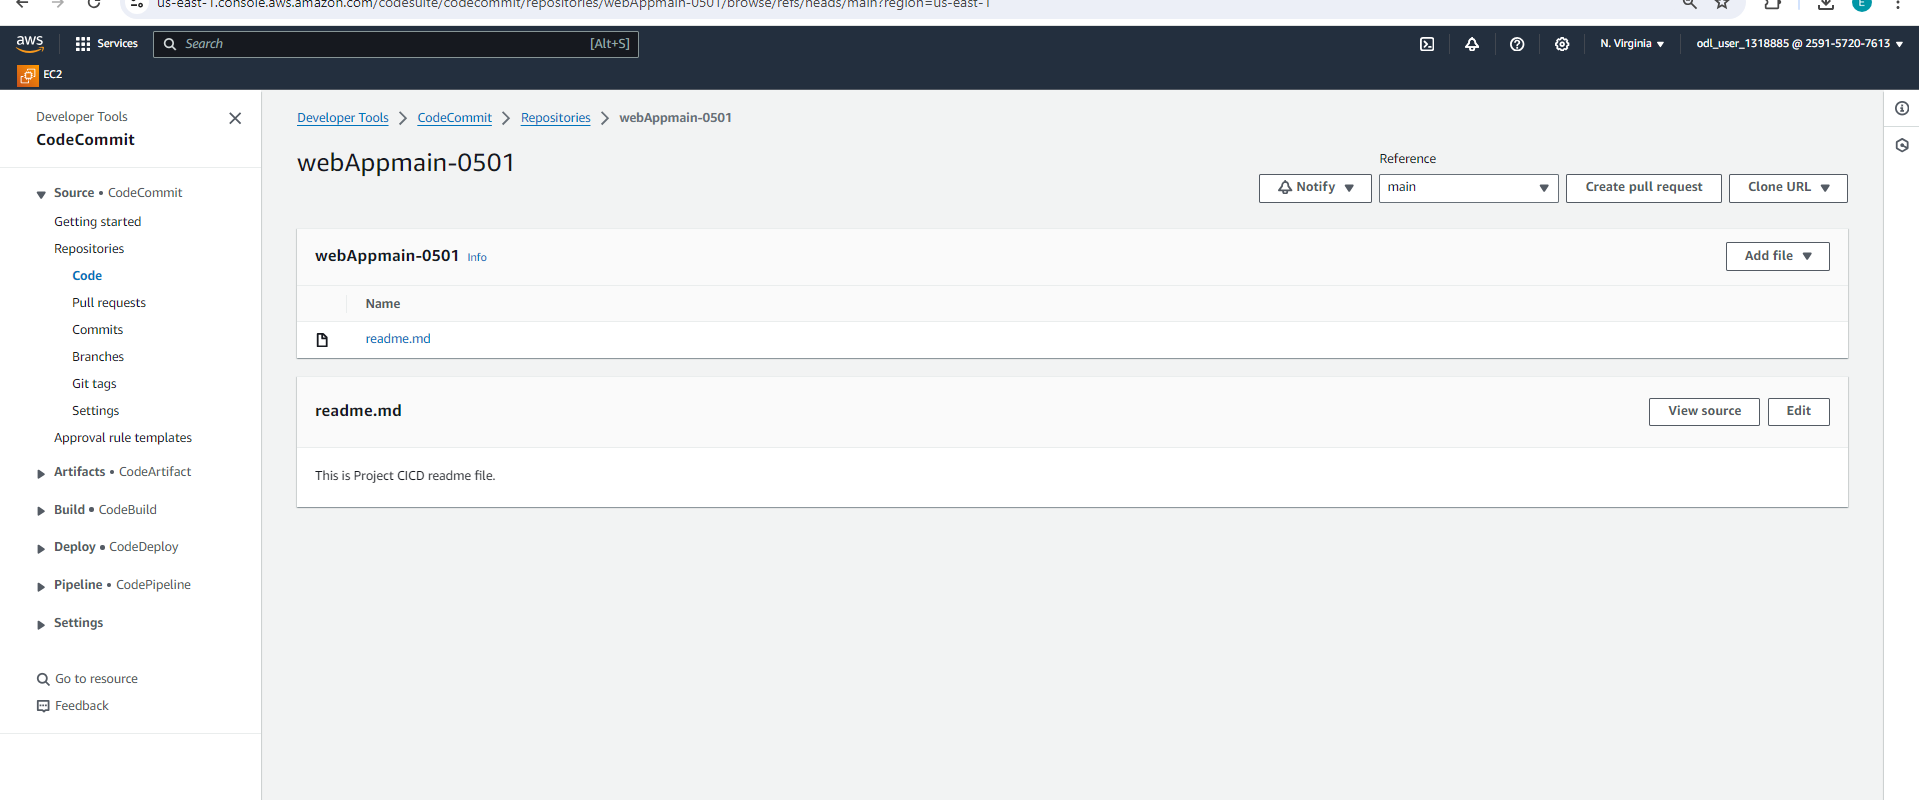 us-east-1.console.aws.amazon.com/codesuite/codecommit/repositories/webAppmain-0501/browse/refs/heads/main?region=us-east-1
E
aws
Services
Search
[Alt+S]
N. Virginia
odl_user_1318885 @ 2591-5720-7613
EC2
Developer Tools
CodeCommit
Source • CodeCommit
Getting started
Repositories
Code
Pull requests
Commits
Branches
Git tags
Settings
Approval rule templates
Artifacts • CodeArtifact
Build • CodeBuild
Deploy • CodeDeploy
Pipeline • CodePipeline
Settings
Go to resource
Feedback
Developer Tools > CodeCommit > Repositories > webAppmain-0501
webAppmain-0501
Reference
Notify
main
Create pull request
Clone URL
webAppmain-0501 Info
Add file
Name
readme.md
readme.md
View source
Edit
This is Project CICD readme file.